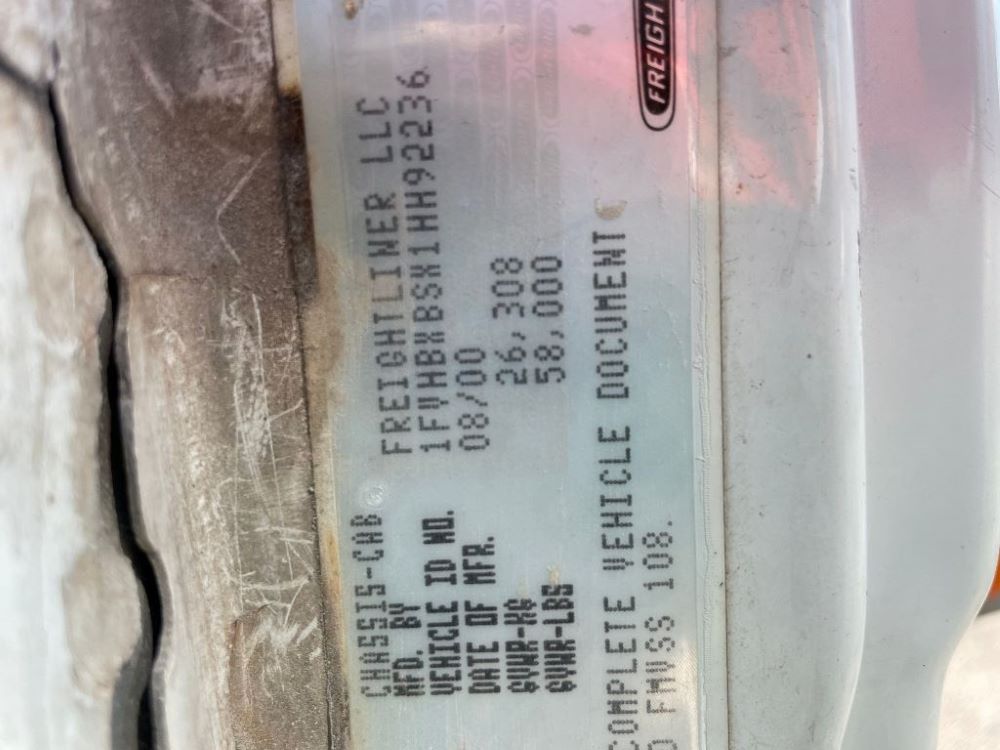 CHASSIS-CAB
MFD. BY FREIGHTLINER LLC
VEHICLE ID NO. 1FVHBXBSX1HH92236
DATE OF MFR. 08/00
GVWR-KG 26,308
GVWR-LBS 58,000
COMPLETE VEHICLE DOCUMENT
O FMVSS 108.
FREIGH